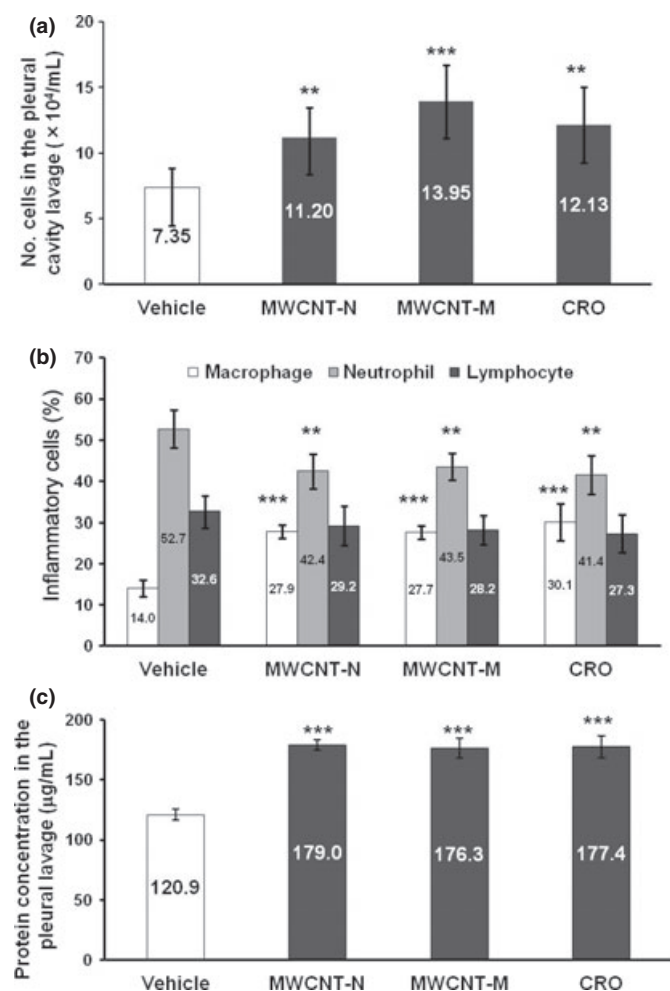 (a)
No. cells in the pleural
cavity lavage ( × 10⁴/mL)
20
15
10
5
0
**
***
**
7.35
11.20
13.95
12.13
Vehicle MWCNT-N MWCNT-M CRO
(b)
Inflammatory cells (%)
70
60
50
40
30
20
10
0
Macrophage Neutrophil Lymphocyte
** ** **
*** *** ***
14.0 52.7 32.6
27.9 42.4 29.2
27.7 43.5 28.2
30.1 41.4 27.3
Vehicle MWCNT-N MWCNT-M CRO
(c)
Protein concentration in the
pleural lavage (µg/mL)
200
150
100
50
0
*** *** ***
120.9 179.0 176.3 177.4
Vehicle MWCNT-N MWCNT-M CRO